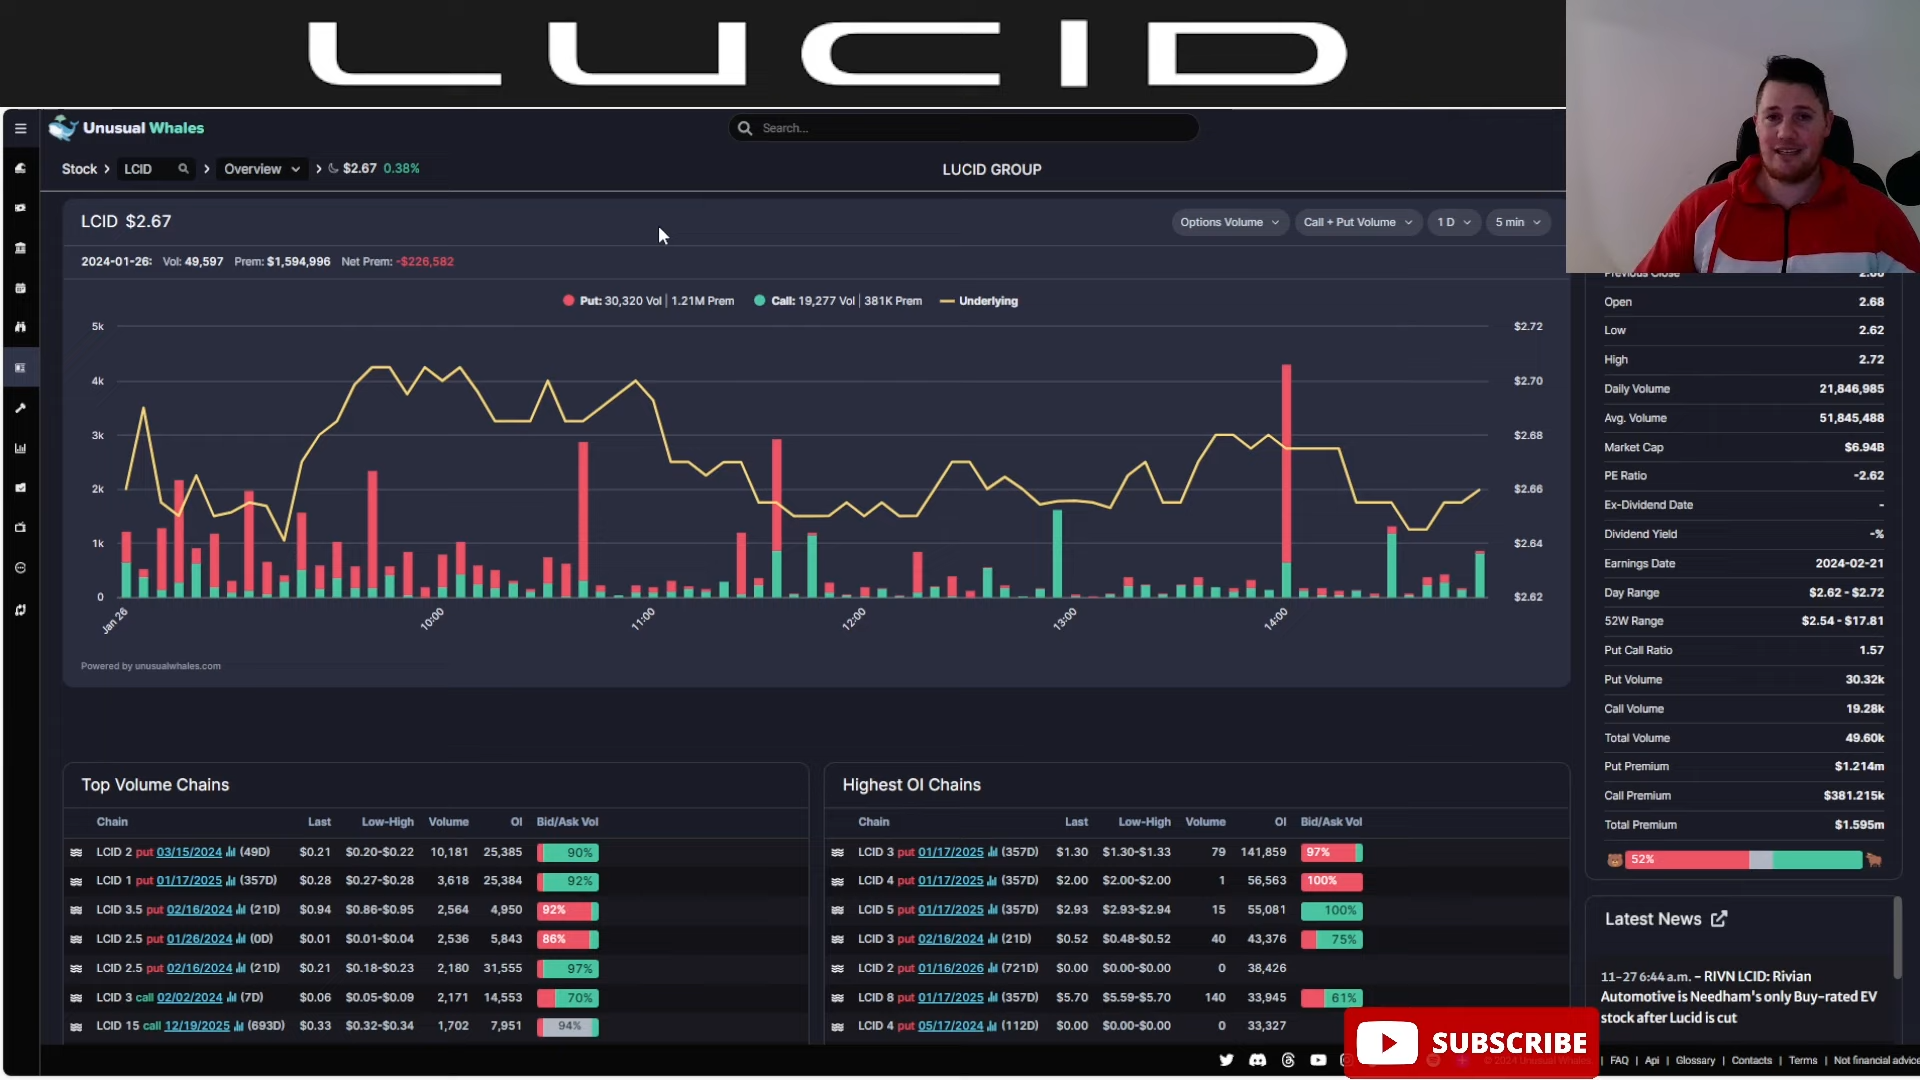 LUCID
Unusual Whales
Search...
Stock > LCID > Overview > $2.67 0.38%
LUCID GROUP
LCID $2.67
Options Volume
Call + Put Volume
1 D
5 min
2024-01-26: Vol: 49,597 Prem: $1,594,996 Net Prem: -$226,582
Put: 30,320 Vol | 1.21M Prem Call: 19,277 Vol | 381K Prem Underlying
5k
4k
3k
2k
1k
0
$2.72
$2.70
$2.68
$2.66
$2.64
$2.62
Jan 26
10:00
11:00
12:00
13:00
14:00
Powered by unusualwhales.com
Previous Close
Open 2.68
Low 2.62
High 2.72
Daily Volume 21,846,985
Avg. Volume 51,845,488
Market Cap $6.94B
PE Ratio -2.62
Ex-Dividend Date -
Dividend Yield -%
Earnings Date 2024-02-21
Day Range $2.62 - $2.72
52W Range $2.54 - $17.81
Put Call Ratio 1.57
Put Volume 30.32k
Call Volume 19.28k
Total Volume 49.60k
Put Premium $1.214m
Call Premium $381.215k
Total Premium $1.595m
52%
Top Volume Chains
Chain Last Low-High Volume OI Bid/Ask Vol
LCID 2 put 03/15/2024 (49D) $0.21 $0.20-$0.22 10,181 25,385 90%
LCID 1 put 01/17/2025 (357D) $0.28 $0.27-$0.28 3,618 25,384 92%
LCID 3.5 put 02/16/2024 (21D) $0.94 $0.86-$0.95 2,564 4,950 92%
LCID 2.5 put 01/26/2024 (0D) $0.01 $0.01-$0.04 2,536 5,843 86%
LCID 2.5 put 02/16/2024 (21D) $0.21 $0.18-$0.23 2,180 31,555 97%
LCID 3 call 02/02/2024 (7D) $0.06 $0.05-$0.09 2,171 14,553 70%
LCID 15 call 12/19/2025 (693D) $0.33 $0.32-$0.34 1,702 7,951 94%
Highest OI Chains
Chain Last Low-High Volume OI Bid/Ask Vol
LCID 3 put 01/17/2025 (357D) $1.30 $1.30-$1.33 79 141,859 97%
LCID 4 put 01/17/2025 (357D) $2.00 $2.00-$2.00 1 56,563 100%
LCID 5 put 01/17/2025 (357D) $2.93 $2.93-$2.94 15 55,081 100%
LCID 3 put 02/16/2024 (21D) $0.52 $0.48-$0.52 40 43,376 75%
LCID 2 put 01/16/2026 (721D) $0.00 $0.00-$0.00 0 38,426
LCID 8 put 01/17/2025 (357D) $5.70 $5.59-$5.70 140 33,945 61%
LCID 4 put 05/17/2024 (112D) $0.00 $0.00-$0.00 0 33,327
Latest News
11-27 6:44 a.m. - RIVN LCID: Rivian
Automotive is Needham's only Buy-rated EV
stock after Lucid is cut
SUBSCRIBE
| FAQ | Api | Glossary | Contacts | Terms | Not financial advice